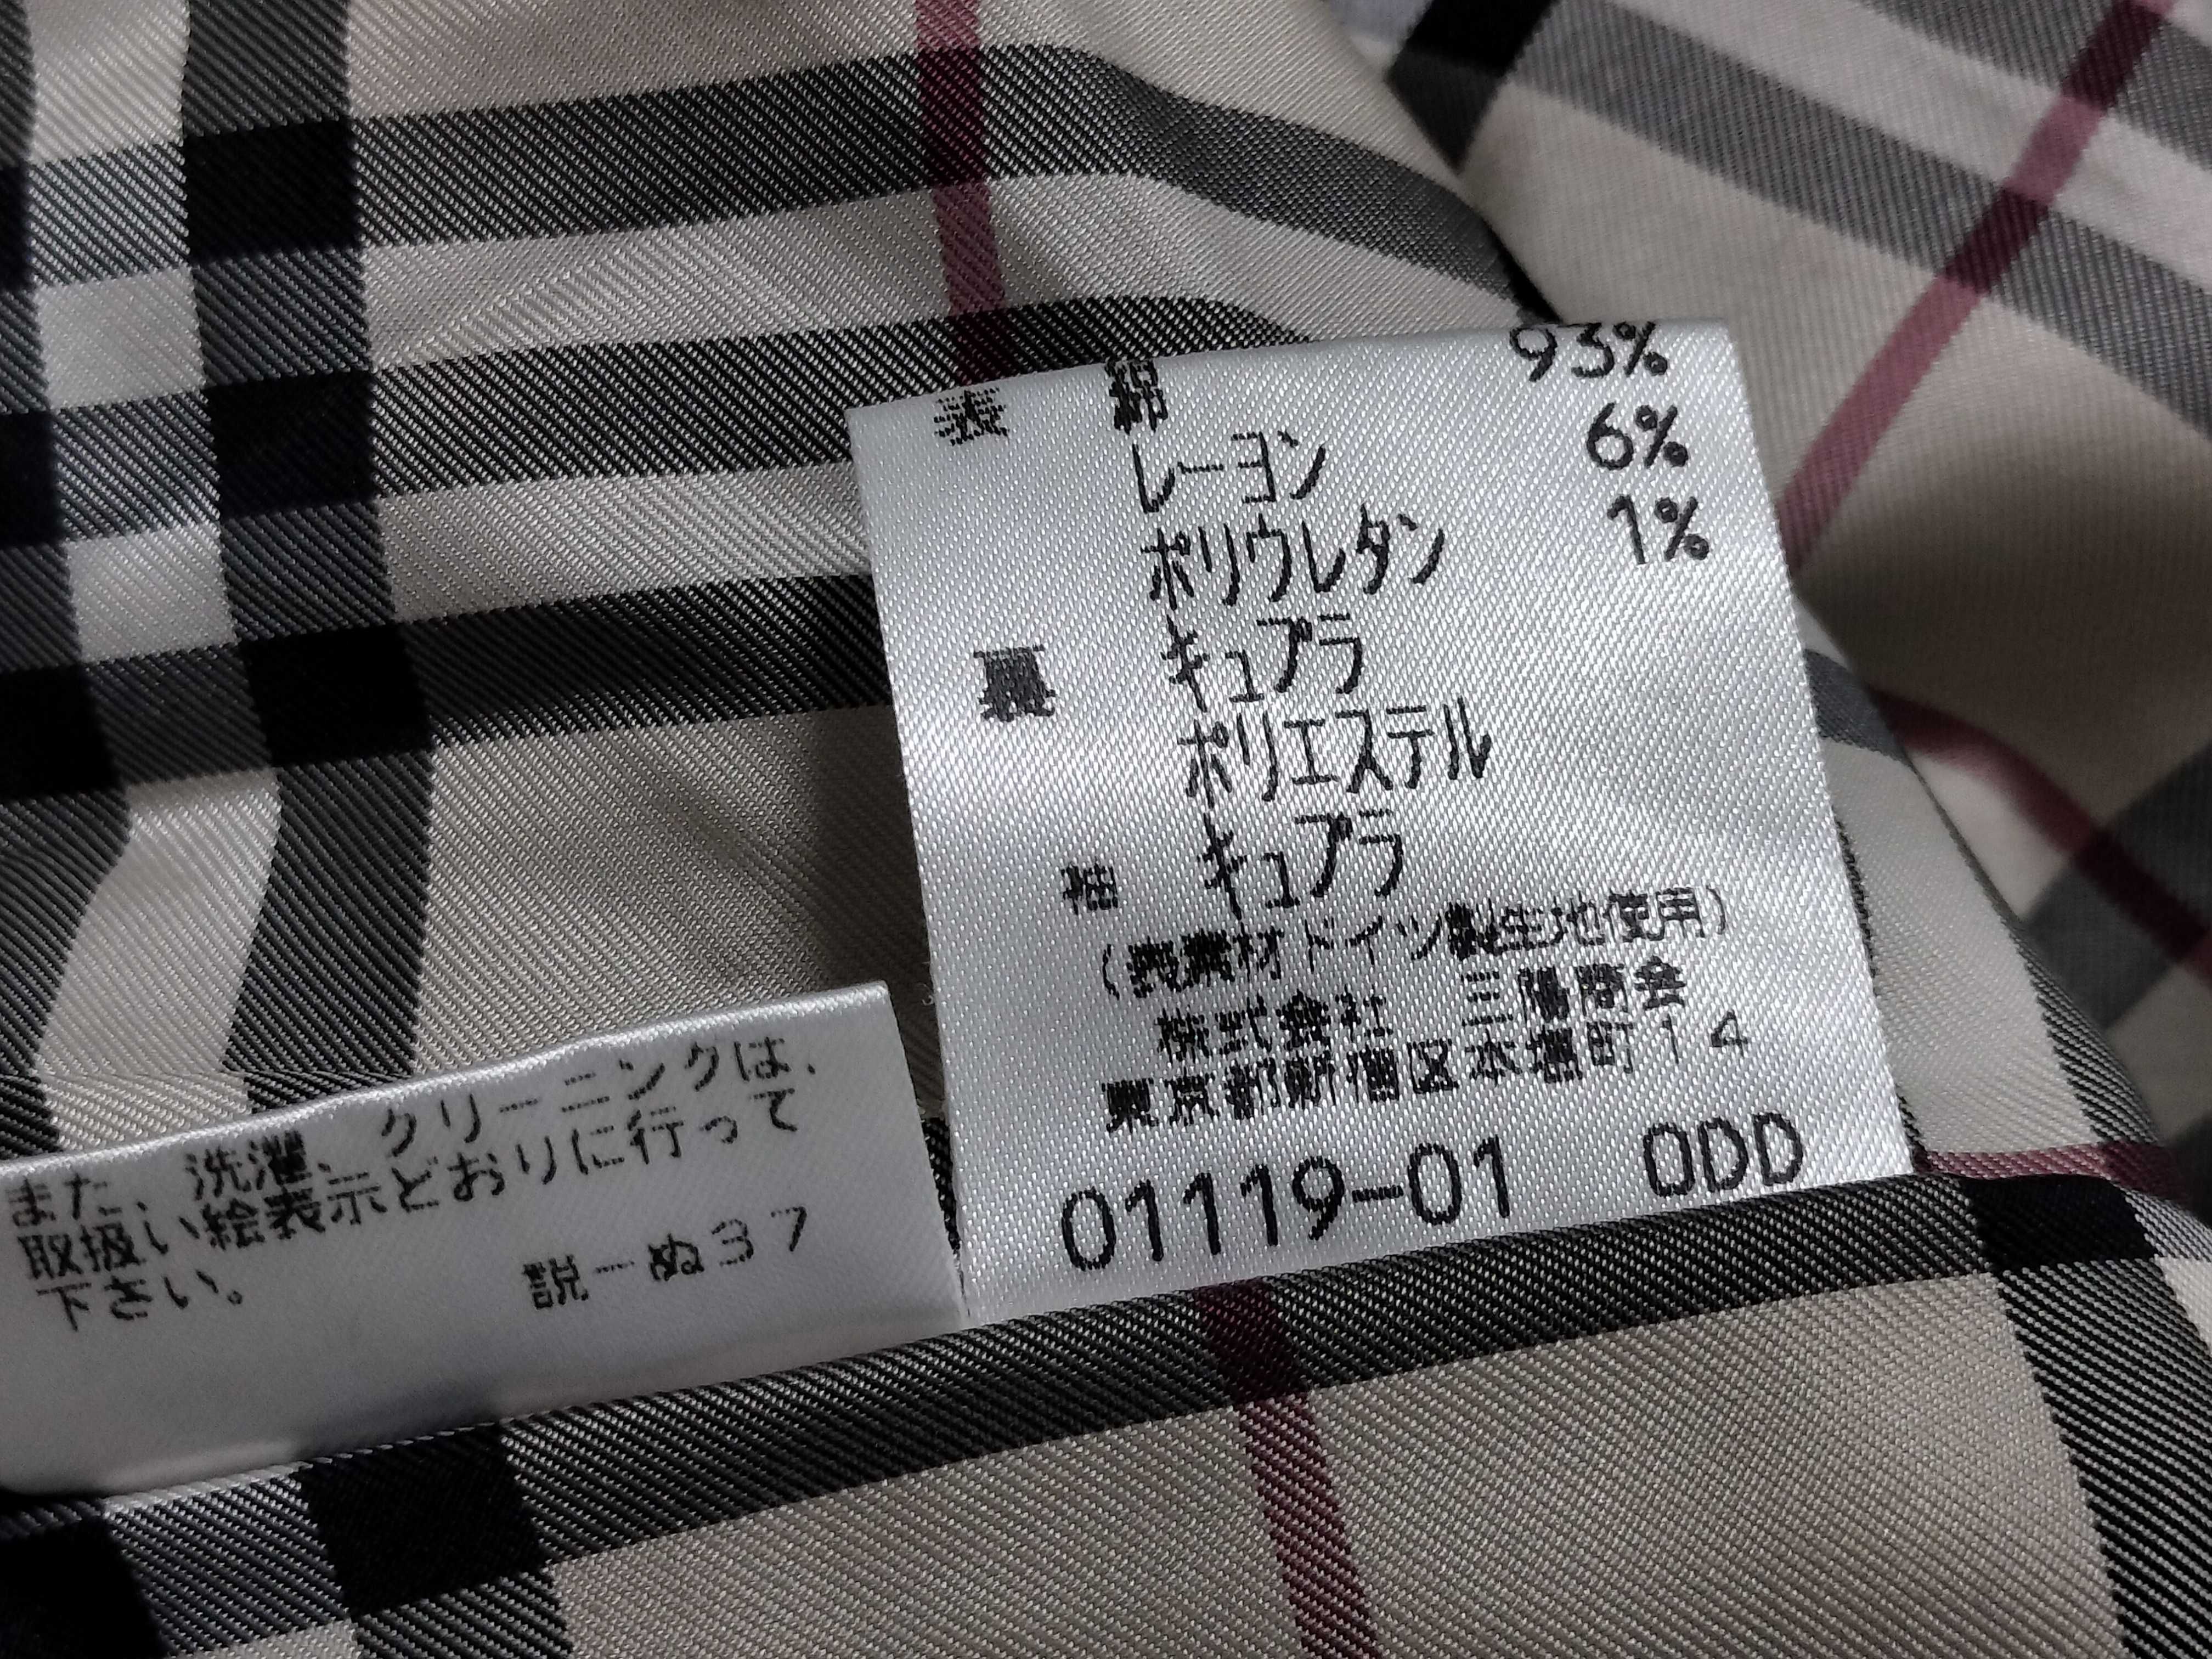 表 綿 93%
レーヨン 6%
ポリウレタン 1%
裏 キュプラ
ポリエステル
袖 キュプラ
(表素材ドイツ製生地使用)
株式会社 三陽商会
東京都新宿区本塩町14
01119-01 0DD
また、洗濯、クリーニングは、
取扱い絵表示どおりに行って
下さい。
説－ぬ37